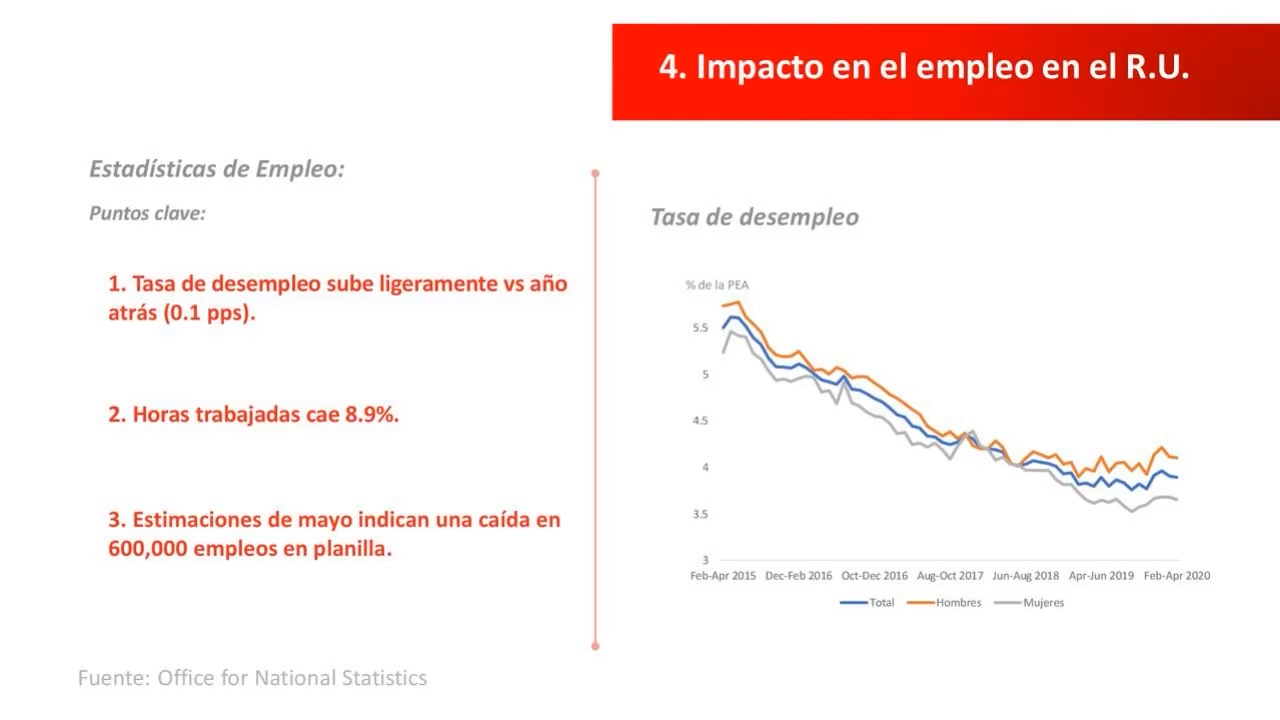 4. Impacto en el empleo en el R.U.
Estadísticas de Empleo:
Puntos clave:
1. Tasa de desempleo sube ligeramente vs año
atrás (0.1 pps).
2. Horas trabajadas cae 8.9%.
3. Estimaciones de mayo indican una caída en
600,000 empleos en planilla.
Tasa de desempleo
% de la PEA
5.5
5
4.5
4
3.5
3
Feb-Apr 2015 Dec-Feb 2016 Oct-Dec 2016 Aug-Oct 2017 Jun-Aug 2018 Apr-Jun 2019 Feb-Apr 2020
Total Hombres Mujeres
Fuente: Office for National Statistics